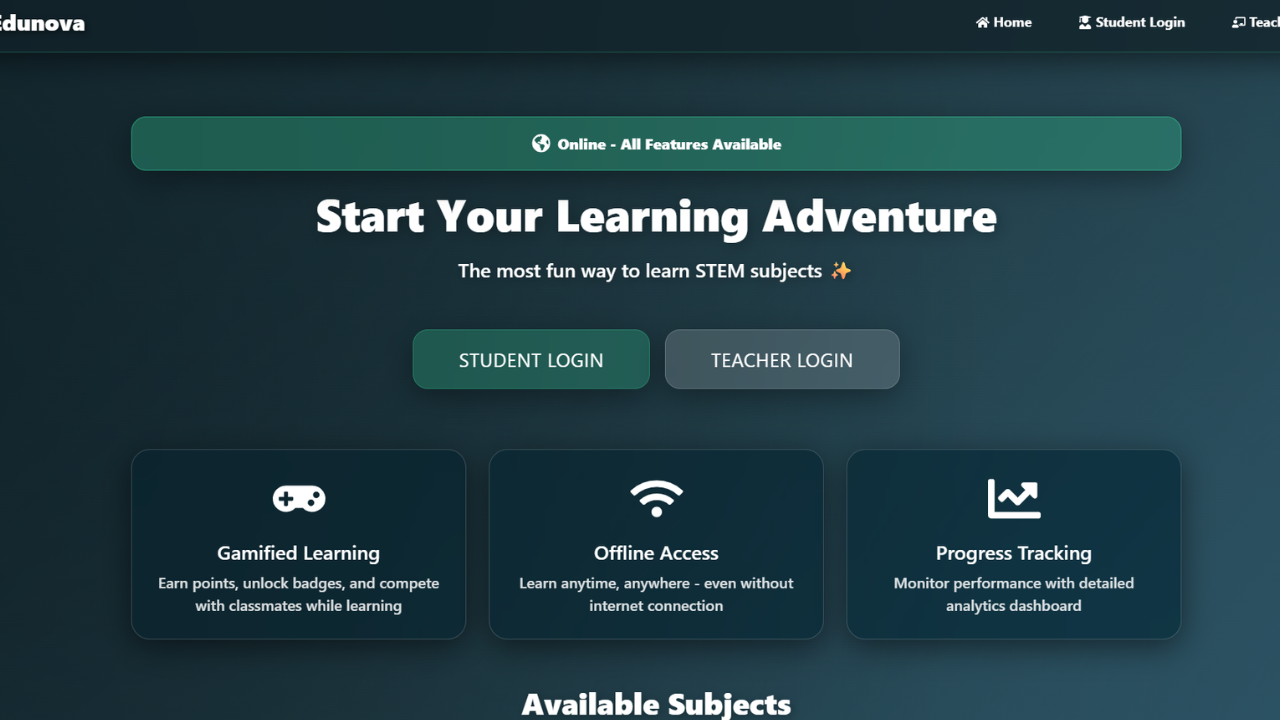 Edunova
Home
Student Login
Teac
Online - All Features Available
Start Your Learning Adventure
The most fun way to learn STEM subjects ✨
STUDENT LOGIN
TEACHER LOGIN
Gamified Learning
Earn points, unlock badges, and compete
with classmates while learning
Offline Access
Learn anytime, anywhere - even without
internet connection
Progress Tracking
Monitor performance with detailed
analytics dashboard
Available Subjects